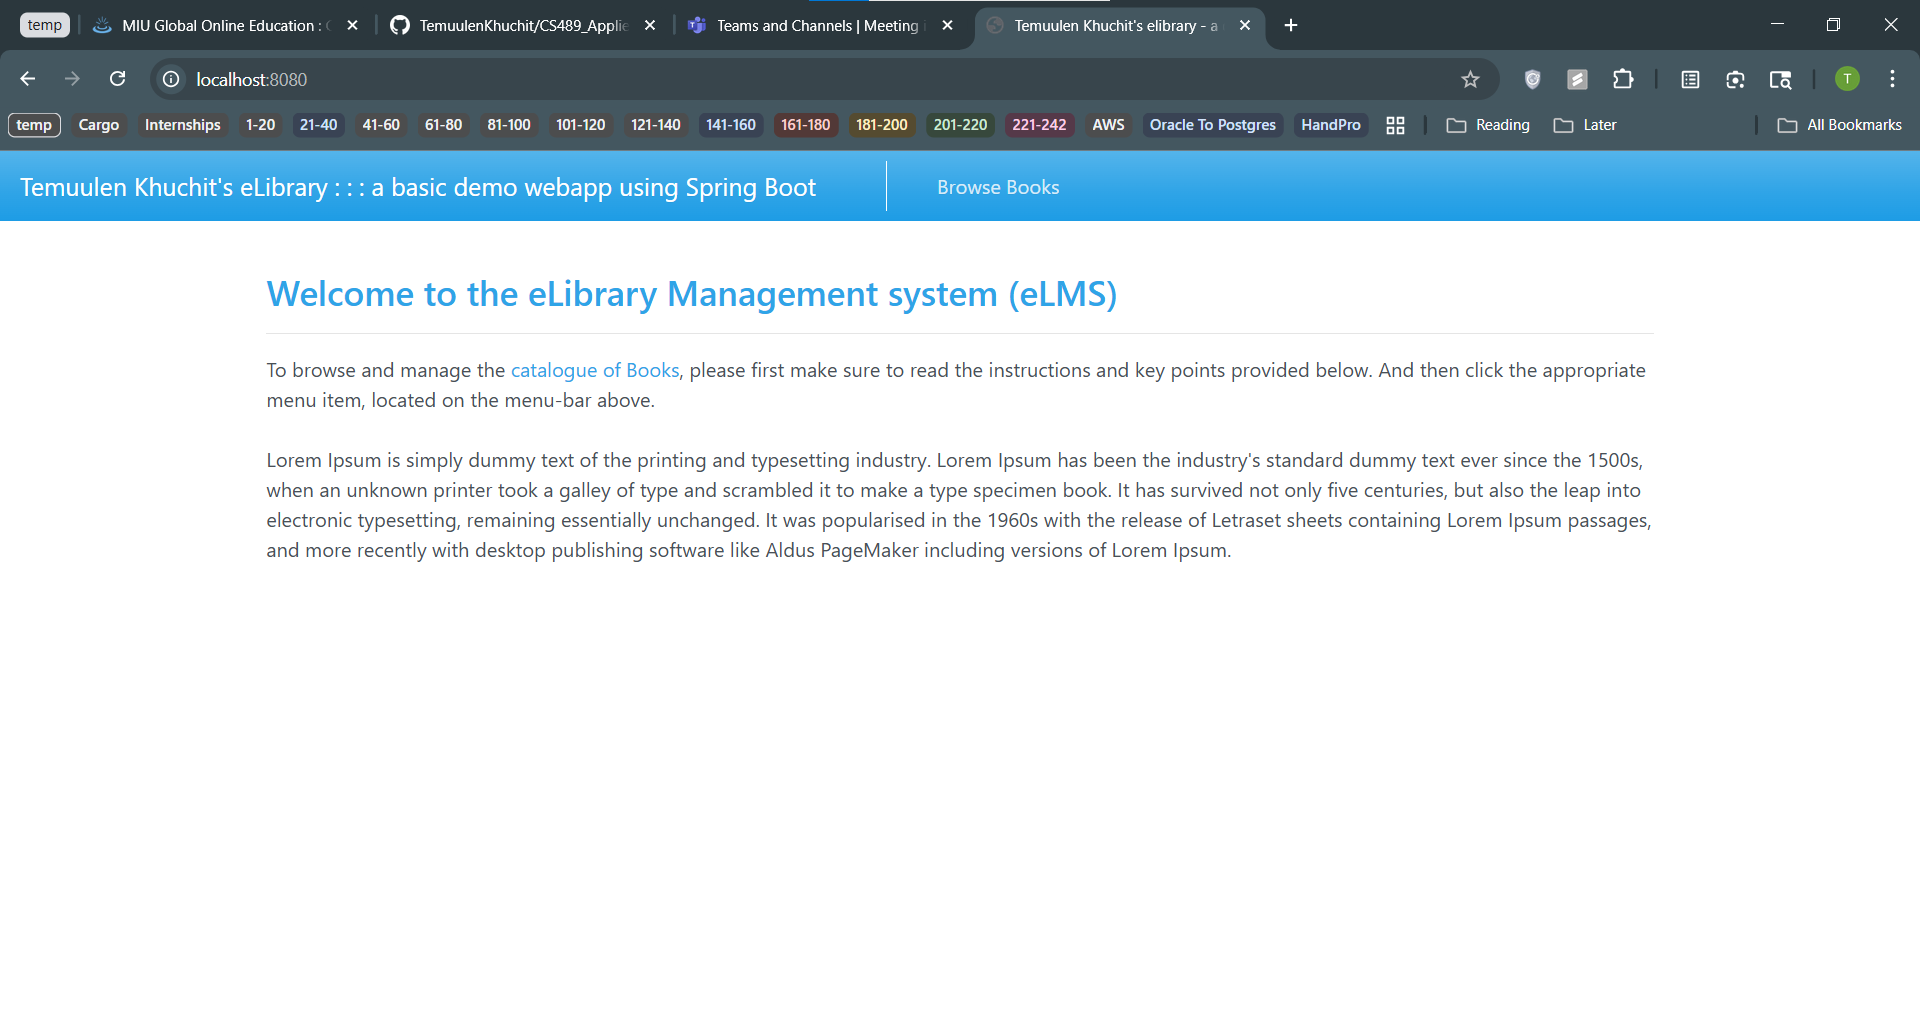 temp
MIU Global Online Education :
TemuulenKhuchit/CS489_Applie
Teams and Channels | Meeting
Temuulen Khuchit's elibrary - a
localhost:8080
T
temp Cargo Internships 1-20 21-40 41-60 61-80 81-100 101-120 121-140 141-160 161-180 181-200 201-220 221-242 AWS Oracle To Postgres HandPro Reading Later All Bookmarks
Temuulen Khuchit's eLibrary : : : a basic demo webapp using Spring Boot
Browse Books
Welcome to the eLibrary Management system (eLMS)
To browse and manage the catalogue of Books, please first make sure to read the instructions and key points provided below. And then click the appropriate
menu item, located on the menu-bar above.
Lorem Ipsum is simply dummy text of the printing and typesetting industry. Lorem Ipsum has been the industry's standard dummy text ever since the 1500s,
when an unknown printer took a galley of type and scrambled it to make a type specimen book. It has survived not only five centuries, but also the leap into
electronic typesetting, remaining essentially unchanged. It was popularised in the 1960s with the release of Letraset sheets containing Lorem Ipsum passages,
and more recently with desktop publishing software like Aldus PageMaker including versions of Lorem Ipsum.